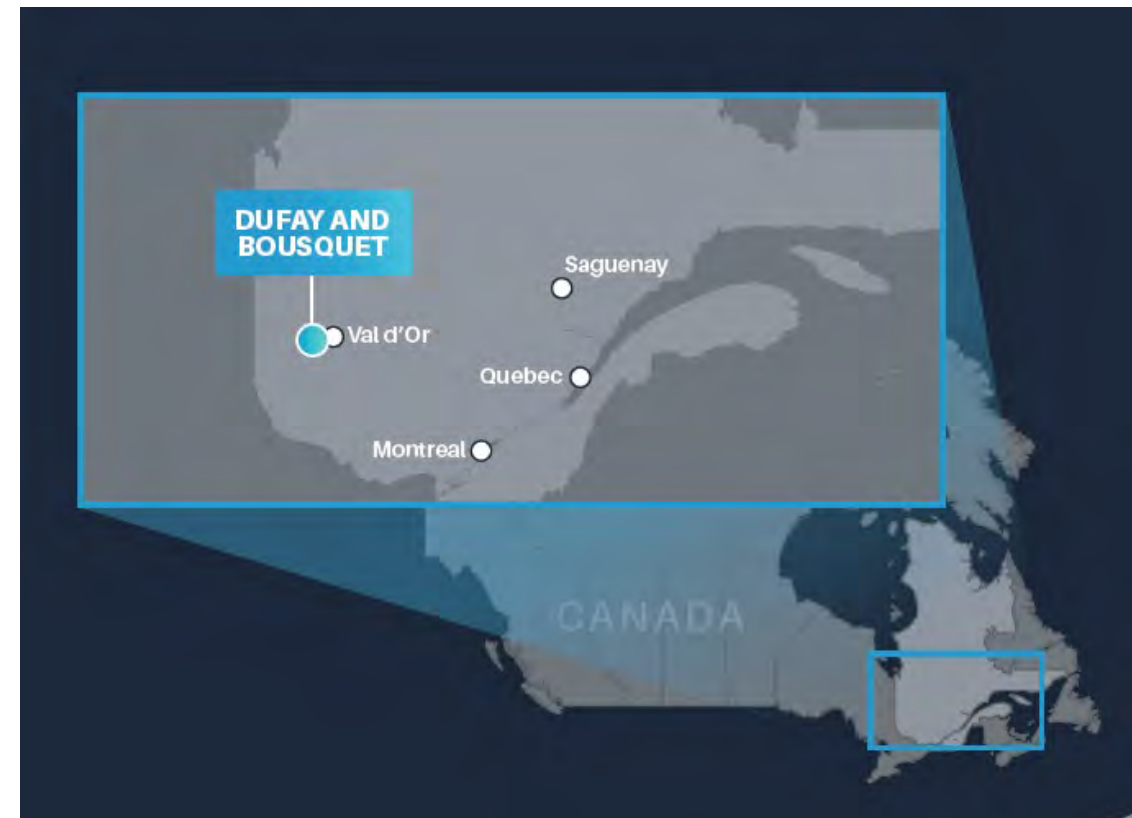 DUFAY AND
BOUSQUET
Saguenay
Val d'Or
Quebec
Montreal
CANADA